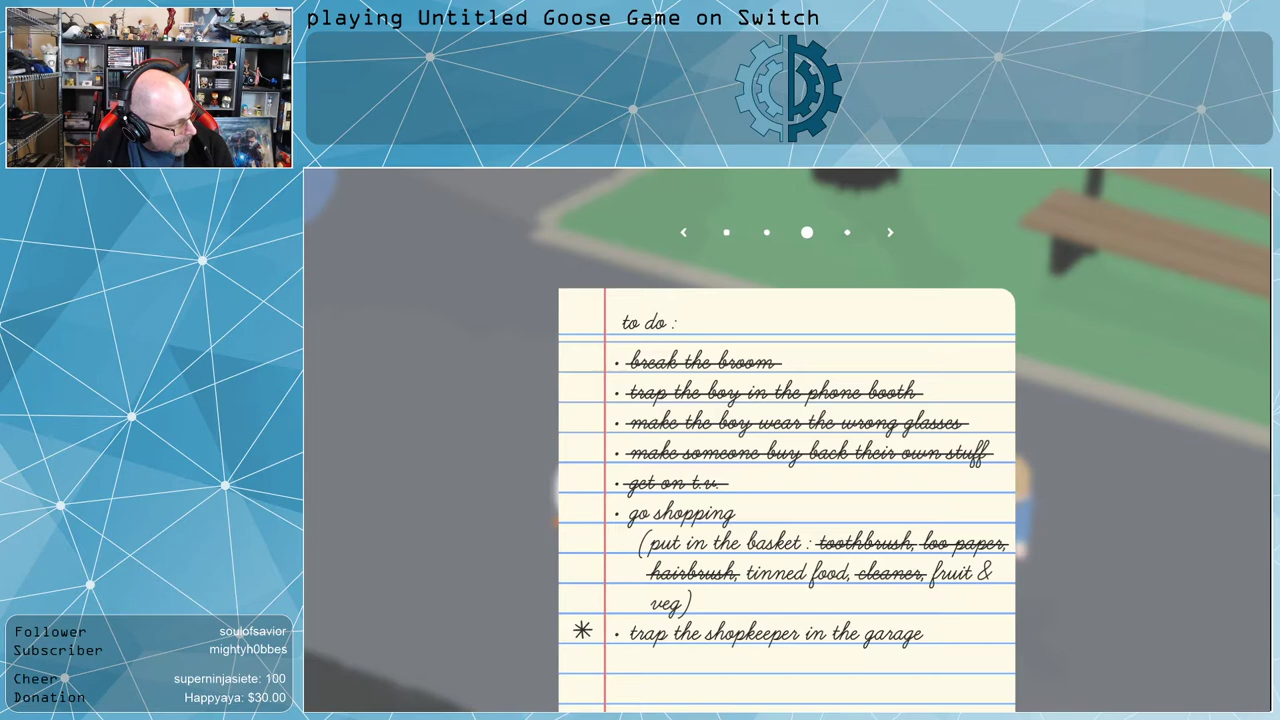 playing Untitled Goose Game on Switch
to do :
• break the broom
• trap the boy in the phone booth
• make the boy wear the wrong glasses
• make someone buy back their own stuff
• get on t.v.
• go shopping
(put in the basket : toothbrush, loo paper,
hairbrush, tinned food, cleaner, fruit &
veg)
* • trap the shopkeeper in the garage
Follower soulofsavior
Subscriber mightyh0bbes
Cheer superninjasiete: 100
Donation Happyaya: $30.00